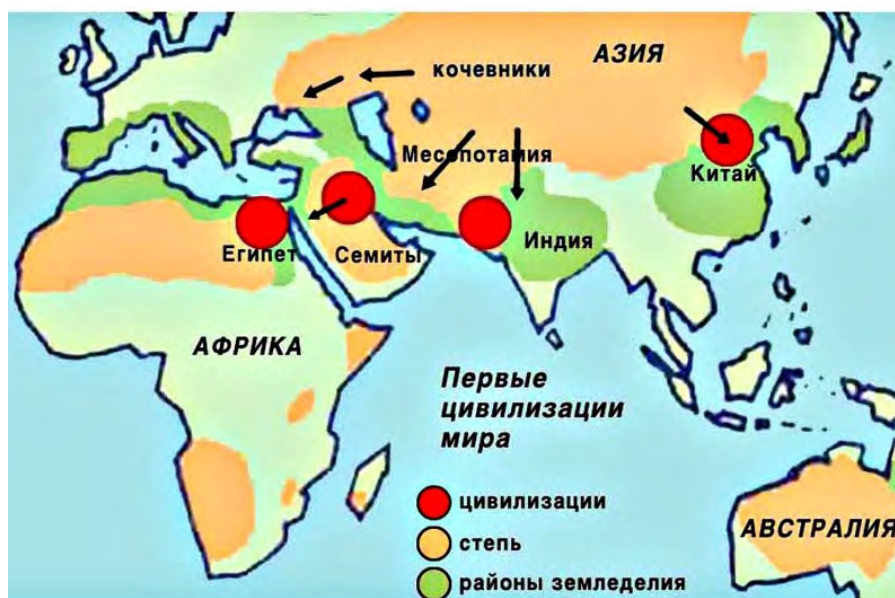 АЗИЯ
кочевники
Месопотамия
Китай
Египет
Семиты
Индия
АФРИКА
Первые
цивилизации
мира
цивилизации
степь
районы земледелия
АВСТРАЛИЯ